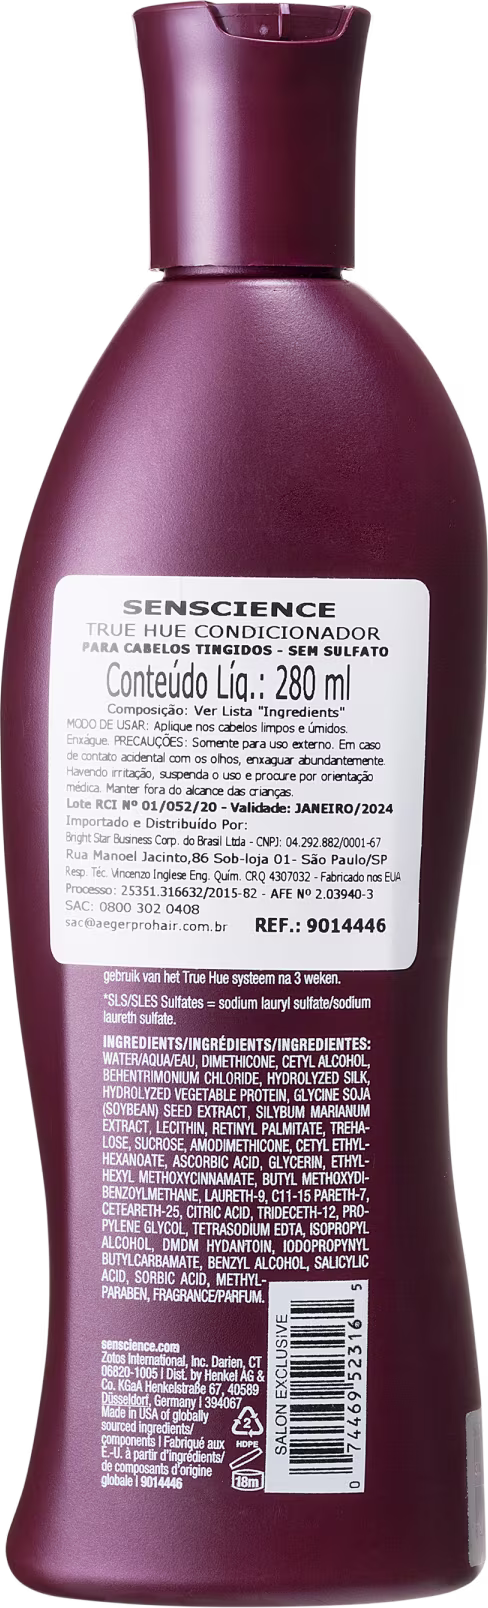 SENSCIENCE
TRUE HUE CONDICIONADOR
PARA CABELOS TINGIDOS - SEM SULFATO
Conteúdo Líq.: 280 ml
Composição: Ver Lista "Ingredients"
MODO DE USAR: Aplique nos cabelos limpos e úmidos.
Enxágue. PRECAUÇÕES: Somente para uso externo. Em caso
de contato acidental com os olhos, enxaguar abundantemente.
Havendo irritação, suspenda o uso e procure por orientação
médica. Manter fora do alcance das crianças.
Lote RCI Nº 01/052/20 - Validade: JANEIRO/2024
Importado e Distribuído Por:
Bright Star Business Corp. do Brasil Ltda - CNPJ: 04.292.882/0001-67
Rua Manoel Jacinto,86 Sob-loja 01- São Paulo/SP
Resp. Téc. Vincenzo Inglese Eng. Quím. CRQ 4307032 - Fabricado nos EUA
Processo: 25351.316632/2015-82 - AFE Nº 2.03940-3
SAC: 0800 302 0408
sac@aegerprohair.com.br REF.: 9014446
gebruik van het True Hue systeem na 3 weken.
*SLS/SLES Sulfates = sodium lauryl sulfate/sodium
laureth sulfate.
INGREDIENTS/INGRÉDIENTS/INGREDIENTES:
WATER/AQUA/EAU, DIMETHICONE, CETYL ALCOHOL,
BEHENTRIMONIUM CHLORIDE, HYDROLYZED SILK,
HYDROLYZED VEGETABLE PROTEIN, GLYCINE SOJA
(SOYBEAN) SEED EXTRACT, SILYBUM MARIANUM
EXTRACT, LECITHIN, RETINYL PALMITATE, TREHA-
LOSE, SUCROSE, AMODIMETHICONE, CETYL ETHYL-
HEXANOATE, ASCORBIC ACID, GLYCERIN, ETHYL-
HEXYL METHOXYCINNAMATE, BUTYL METHOXYDI-
BENZOYLMETHANE, LAURETH-9, C11-15 PARETH-7,
CETEARETH-25, CITRIC ACID, TRIDECETH-12, PRO-
PYLENE GLYCOL, TETRASODIUM EDTA, ISOPROPYL
ALCOHOL, DMDM HYDANTOIN, IODOPROPYNYL
BUTYLCARBAMATE, BENZYL ALCOHOL, SALICYLIC
ACID, SORBIC ACID, METHYL-
PARABEN, FRAGRANCE/PARFUM.
senscience.com
Zotos International, Inc. Darien, CT
06820-1005 | Dist. by Henkel AG &
Co. KGaA Henkelstraße 67, 40589
Düsseldorf, Germany | 394067
Made in USA of globally
sourced ingredients/
components | Fabriqué aux
É.-U. à partir d'ingrédients/
de composants d'origine
globale | 9014446
2
HDPE
18m
SALON EXCLUSIVE
0 74469 52316 5